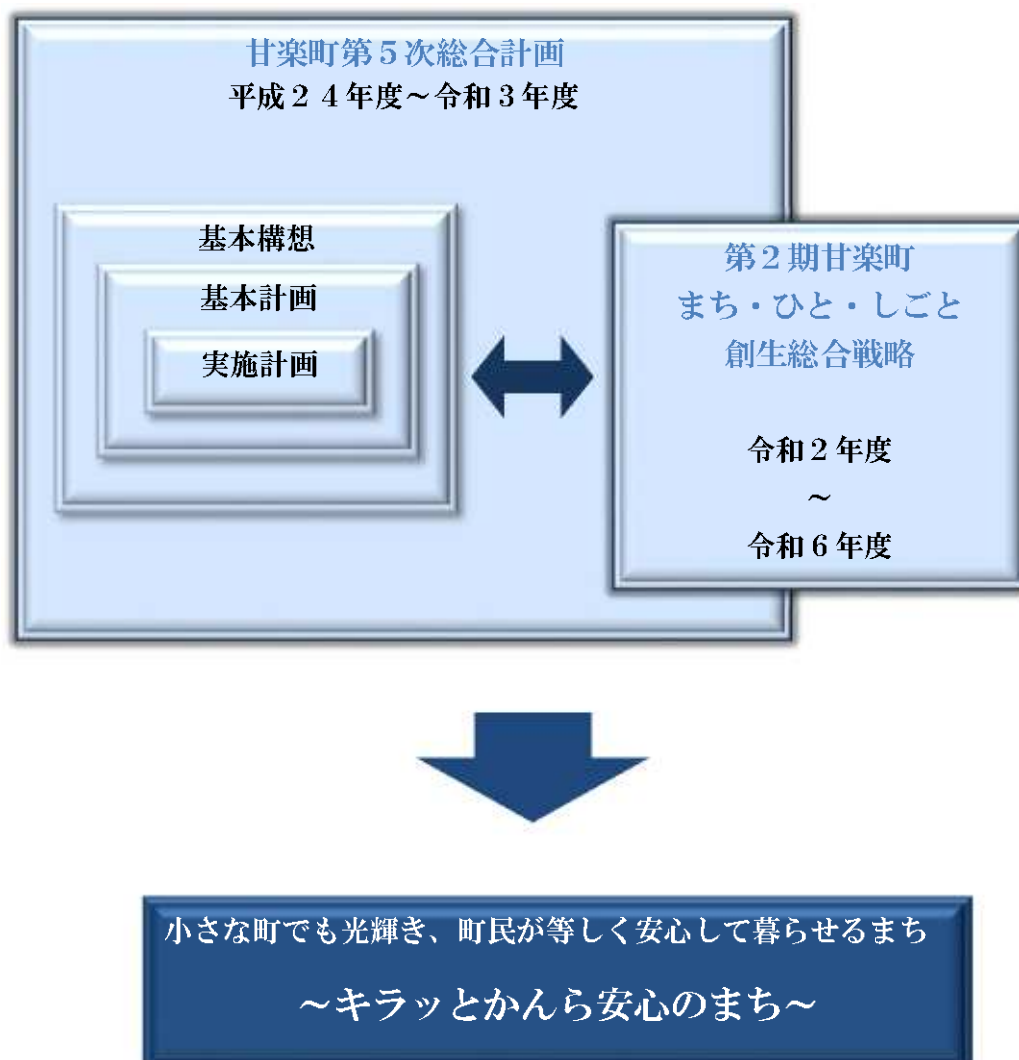 甘楽町第５次総合計画
平成２４年度～令和３年度
基本構想
基本計画
実施計画
第２期甘楽町
まち・ひと・しごと
創生総合戦略
令和２年度
～
令和６年度
小さな町でも光輝き、町民が等しく安心して暮らせるまち
～キラッとかんら安心のまち～